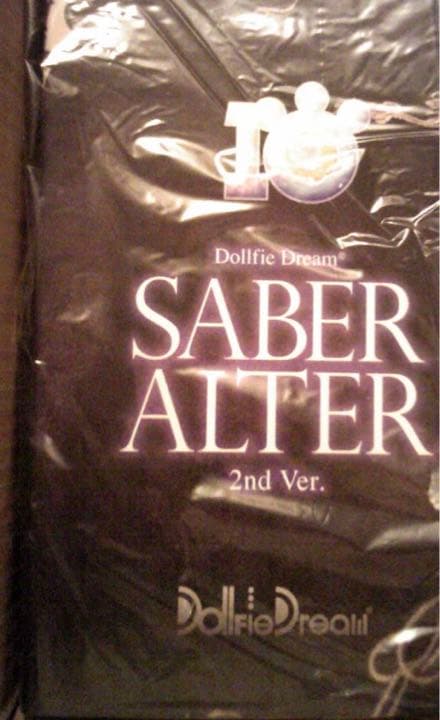 10
Dollfie Dream®
SABER
ALTER
2nd Ver.
DollfieDream®